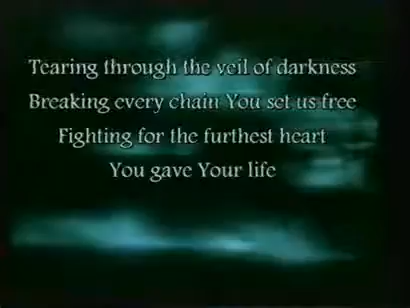 Tearing through the veil of darkness
Breaking every chain You set us free
Fighting for the furthest heart
You gave Your life